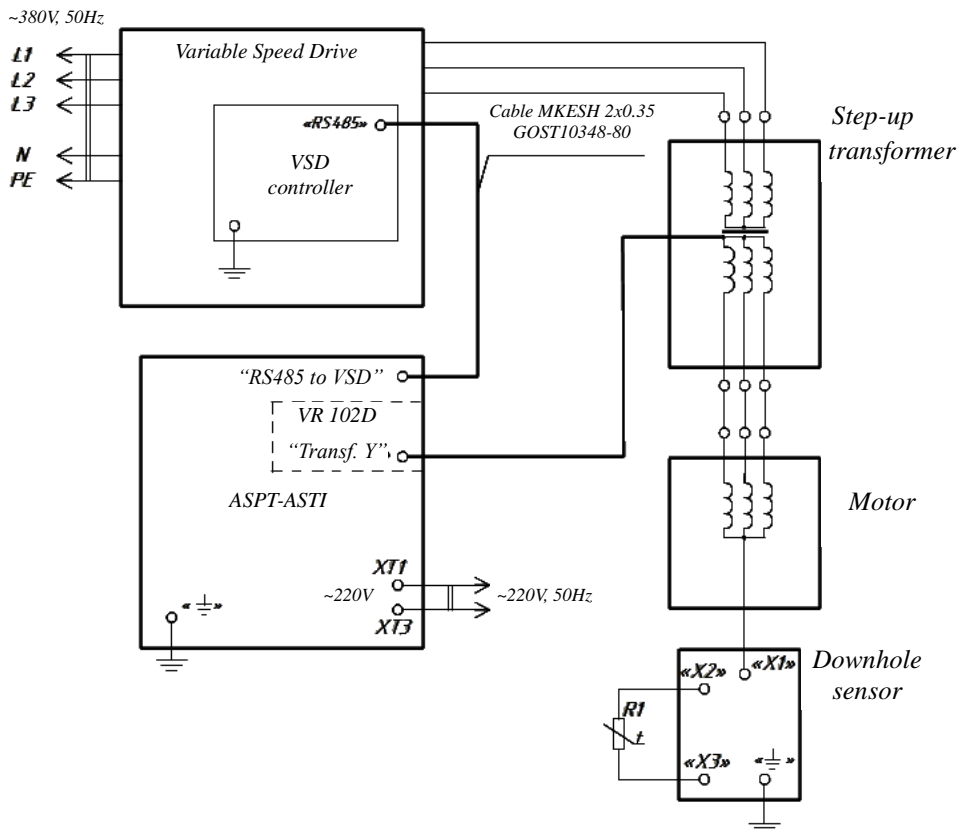 ~380V, 50Hz
L1
L2
L3
N
PE
Variable Speed Drive
«RS485»
VSD
controller
Cable MKESH 2x0.35
GOST10348-80
Step-up
transformer
“RS485 to VSD”
VR 102D
“Transf. Y”
ASPT-ASTI
XT1
~220V
XT3
~220V, 50Hz
« »
Motor
Downhole
sensor
«X2»
«X1»
R1
t
«X3»
« »